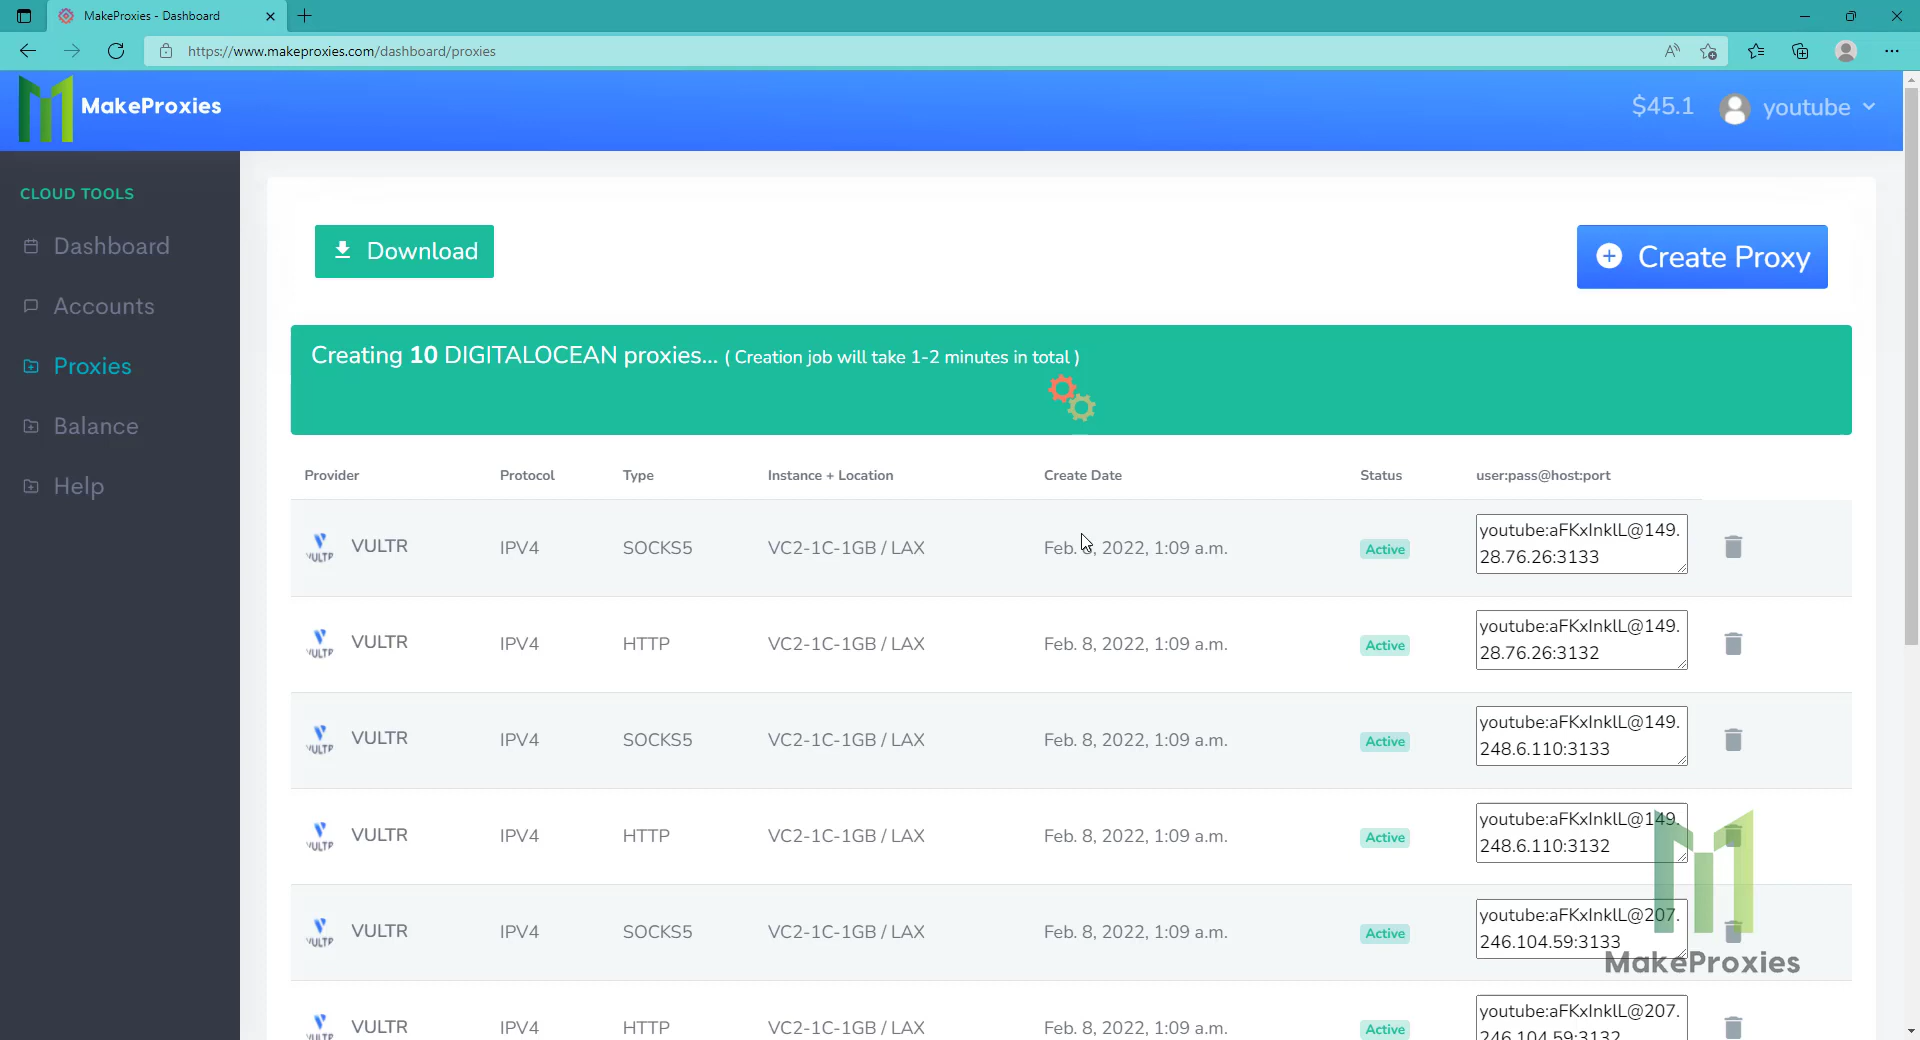 MakeProxies - Dashboard
https://www.makeproxies.com/dashboard/proxies
MakeProxies
$45.1
youtube
CLOUD TOOLS
Dashboard
Accounts
Proxies
Balance
Help
Download
Create Proxy
Creating 10 DIGITALOCEAN proxies... ( Creation job will take 1-2 minutes in total )
Provider Protocol Type Instance + Location Create Date Status user:pass@host:port
VULTR IPV4 SOCKS5 VC2-1C-1GB / LAX Feb. 8, 2022, 1:09 a.m. Active youtube:aFKxInklL@149.
28.76.26:3133
VULTR IPV4 HTTP VC2-1C-1GB / LAX Feb. 8, 2022, 1:09 a.m. Active youtube:aFKxInklL@149.
28.76.26:3132
VULTR IPV4 SOCKS5 VC2-1C-1GB / LAX Feb. 8, 2022, 1:09 a.m. Active youtube:aFKxInklL@149.
248.6.110:3133
VULTR IPV4 HTTP VC2-1C-1GB / LAX Feb. 8, 2022, 1:09 a.m. Active youtube:aFKxInklL@149.
248.6.110:3132
VULTR IPV4 SOCKS5 VC2-1C-1GB / LAX Feb. 8, 2022, 1:09 a.m. Active youtube:aFKxInklL@207.
246.104.59:3133
MakeProxies
VULTR IPV4 HTTP VC2-1C-1GB / LAX Feb. 8, 2022, 1:09 a.m. Active youtube:aFKxInklL@207.
246.104.59:3132